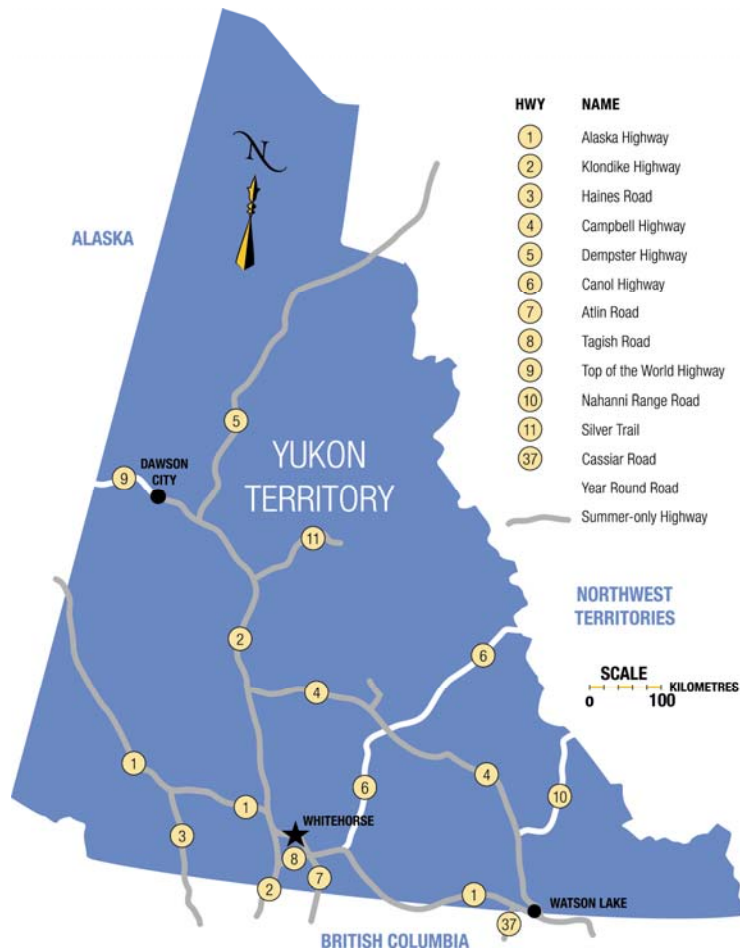 N
HWY NAME
1 Alaska Highway
2 Klondike Highway
3 Haines Road
4 Campbell Highway
5 Dempster Highway
6 Canol Highway
7 Atlin Road
8 Tagish Road
9 Top of the World Highway
10 Nahanni Range Road
11 Silver Trail
37 Cassiar Road
Year Round Road
Summer-only Highway
ALASKA
5
YUKON
TERRITORY
DAWSON
CITY
9
11
NORTHWEST
TERRITORIES
2
6
SCALE
KILOMETRES
0 100
4
1
4
6
10
1
3
WHITEHORSE
8
7
2
1
WATSON LAKE
37
BRITISH COLUMBIA